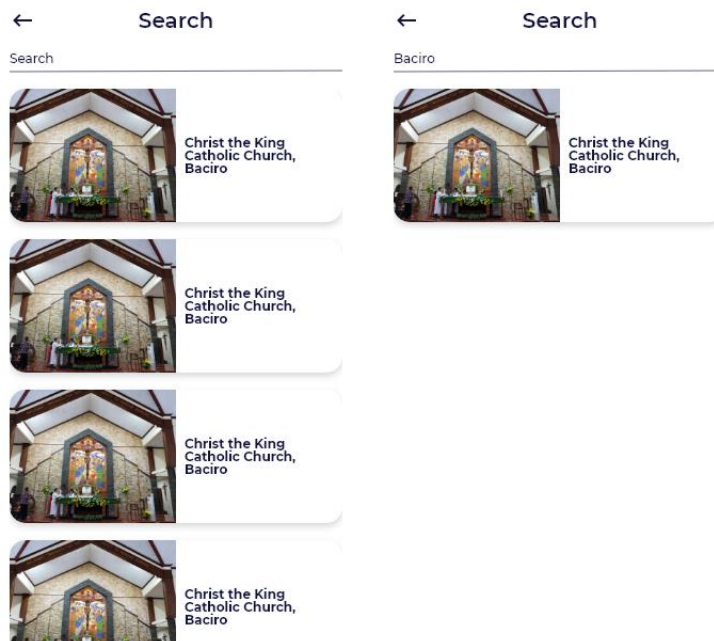 Search
Search
Christ the King
Catholic Church,
Baciro
Christ the King
Catholic Church,
Baciro
Christ the King
Catholic Church,
Baciro
Christ the King
Catholic Church,
Baciro
Search
Baciro
Christ the King
Catholic Church,
Baciro